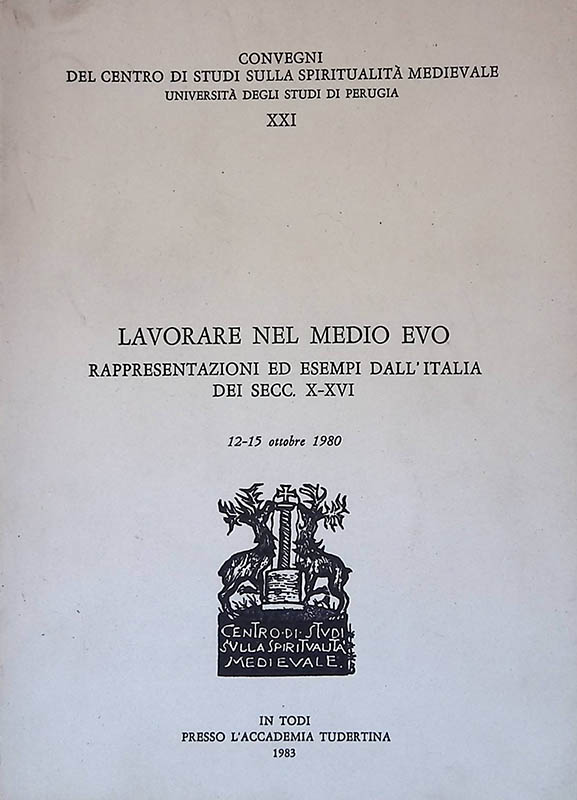 CONVEGNI
DEL CENTRO DI STUDI SULLA SPIRITUALITÀ MEDIEVALE
UNIVERSITÀ DEGLI STUDI DI PERUGIA
XXI
LAVORARE NEL MEDIO EVO
RAPPRESENTAZIONI ED ESEMPI DALL'ITALIA
DEI SECC. X-XVI
12-15 ottobre 1980
CENTRO·DI·STVDI
SVLLA SPIRITVALITÀ
MEDIEVALE.
IN TODI
PRESSO L'ACCADEMIA TUDERTINA
1983